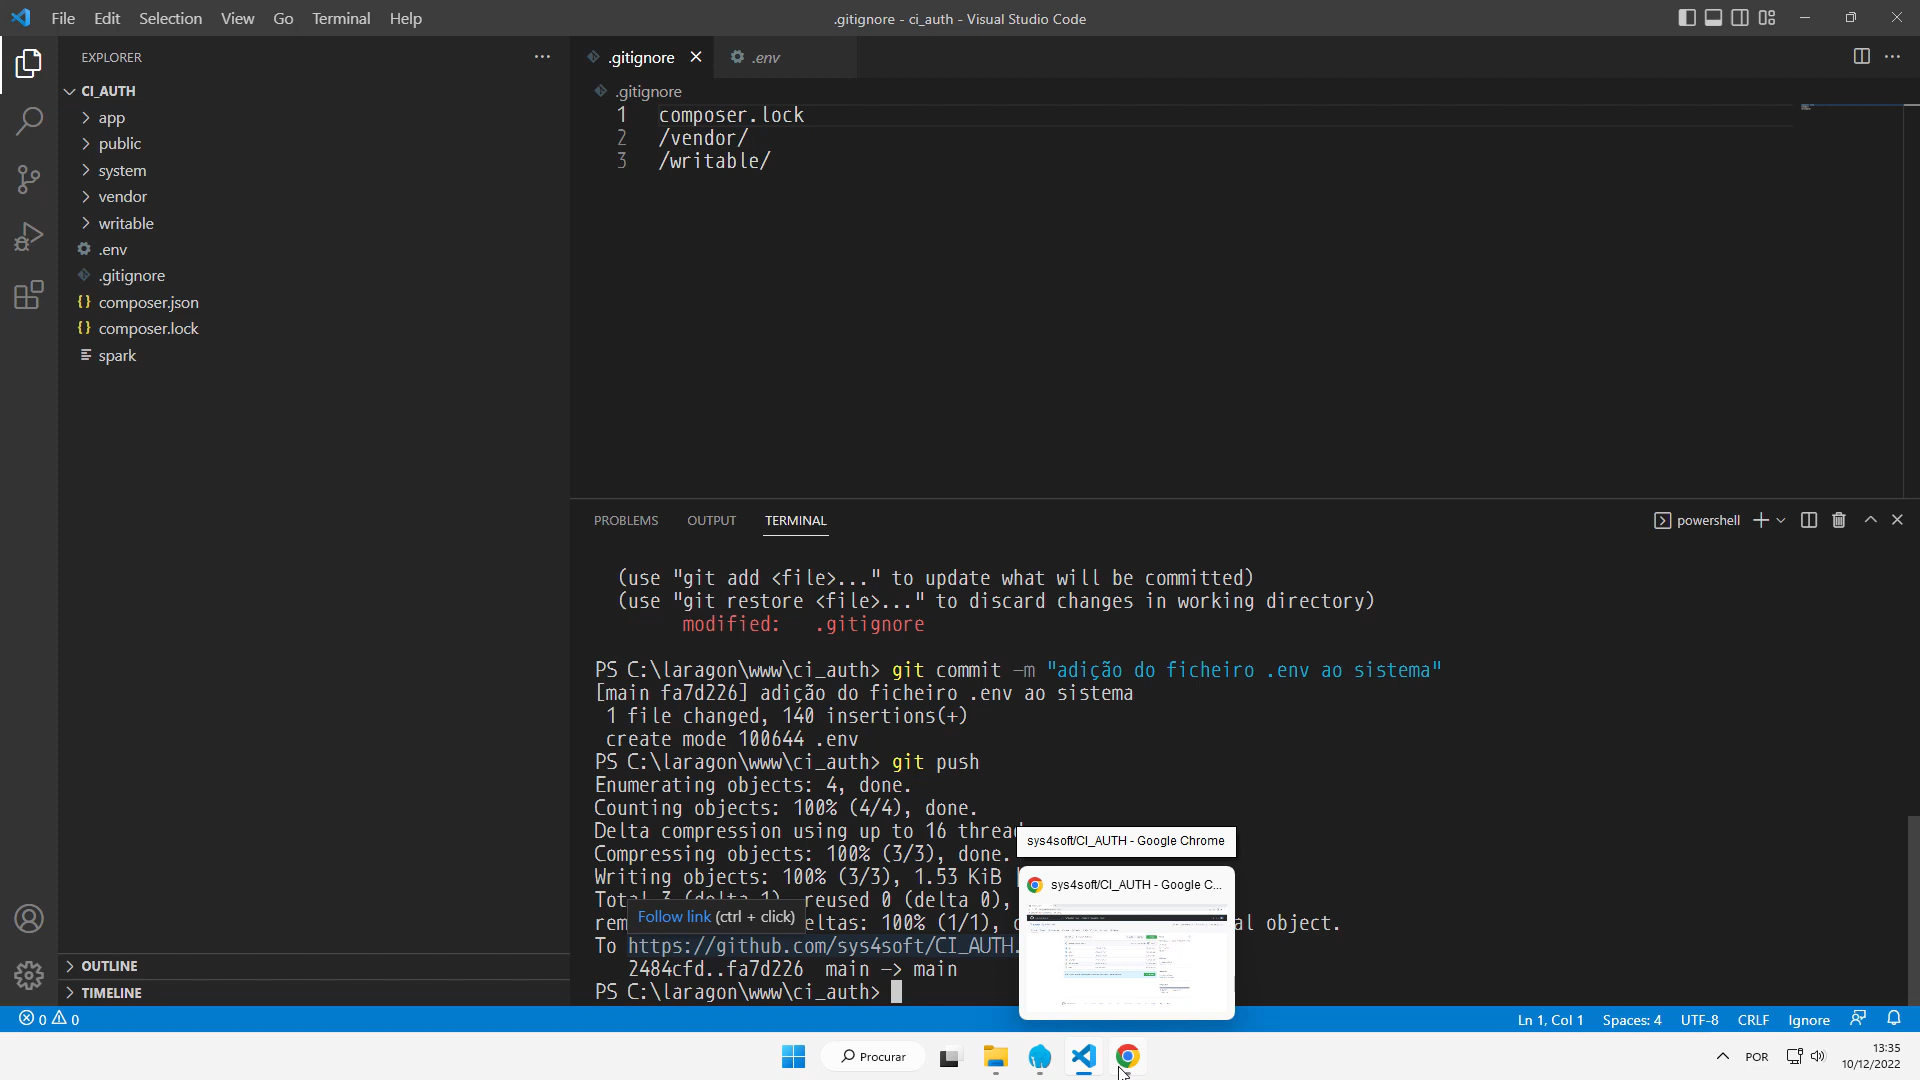 File Edit Selection View Go Terminal Help
.gitignore - ci_auth - Visual Studio Code
EXPLORER
CI_AUTH
app
public
system
vendor
writable
.env
.gitignore
composer.json
composer.lock
spark
OUTLINE
TIMELINE
.gitignore
.env
.gitignore
1 composer.lock
2 /vendor/
3 /writable/
PROBLEMS OUTPUT TERMINAL
powershell
(use "git add <file>..." to update what will be committed)
(use "git restore <file>..." to discard changes in working directory)
modified: .gitignore
PS C:\laragon\www\ci_auth> git commit -m "adição do ficheiro .env ao sistema"
[main fa7d226] adição do ficheiro .env ao sistema
1 file changed, 140 insertions(+)
create mode 100644 .env
PS C:\laragon\www\ci_auth> git push
Enumerating objects: 4, done.
Counting objects: 100% (4/4), done.
Delta compression using up to 16 thread
Compressing objects: 100% (3/3), done.
Writing objects: 100% (3/3), 1.53 KiB
(delta 1), reused 0 (delta 0),
rem eltas: 100% (1/1), al object.
To https://github.com/sys4soft/CI_AUTH.
2484cfd..fa7d226 main -> main
PS C:\laragon\www\ci_auth>
Follow link (ctrl + click)
sys4soft/CI_AUTH - Google Chrome
sys4soft/CI_AUTH - Google C...
0 0
Ln 1, Col 1 Spaces: 4 UTF-8 CRLF Ignore
Procurar
POR
13:35
10/12/2022